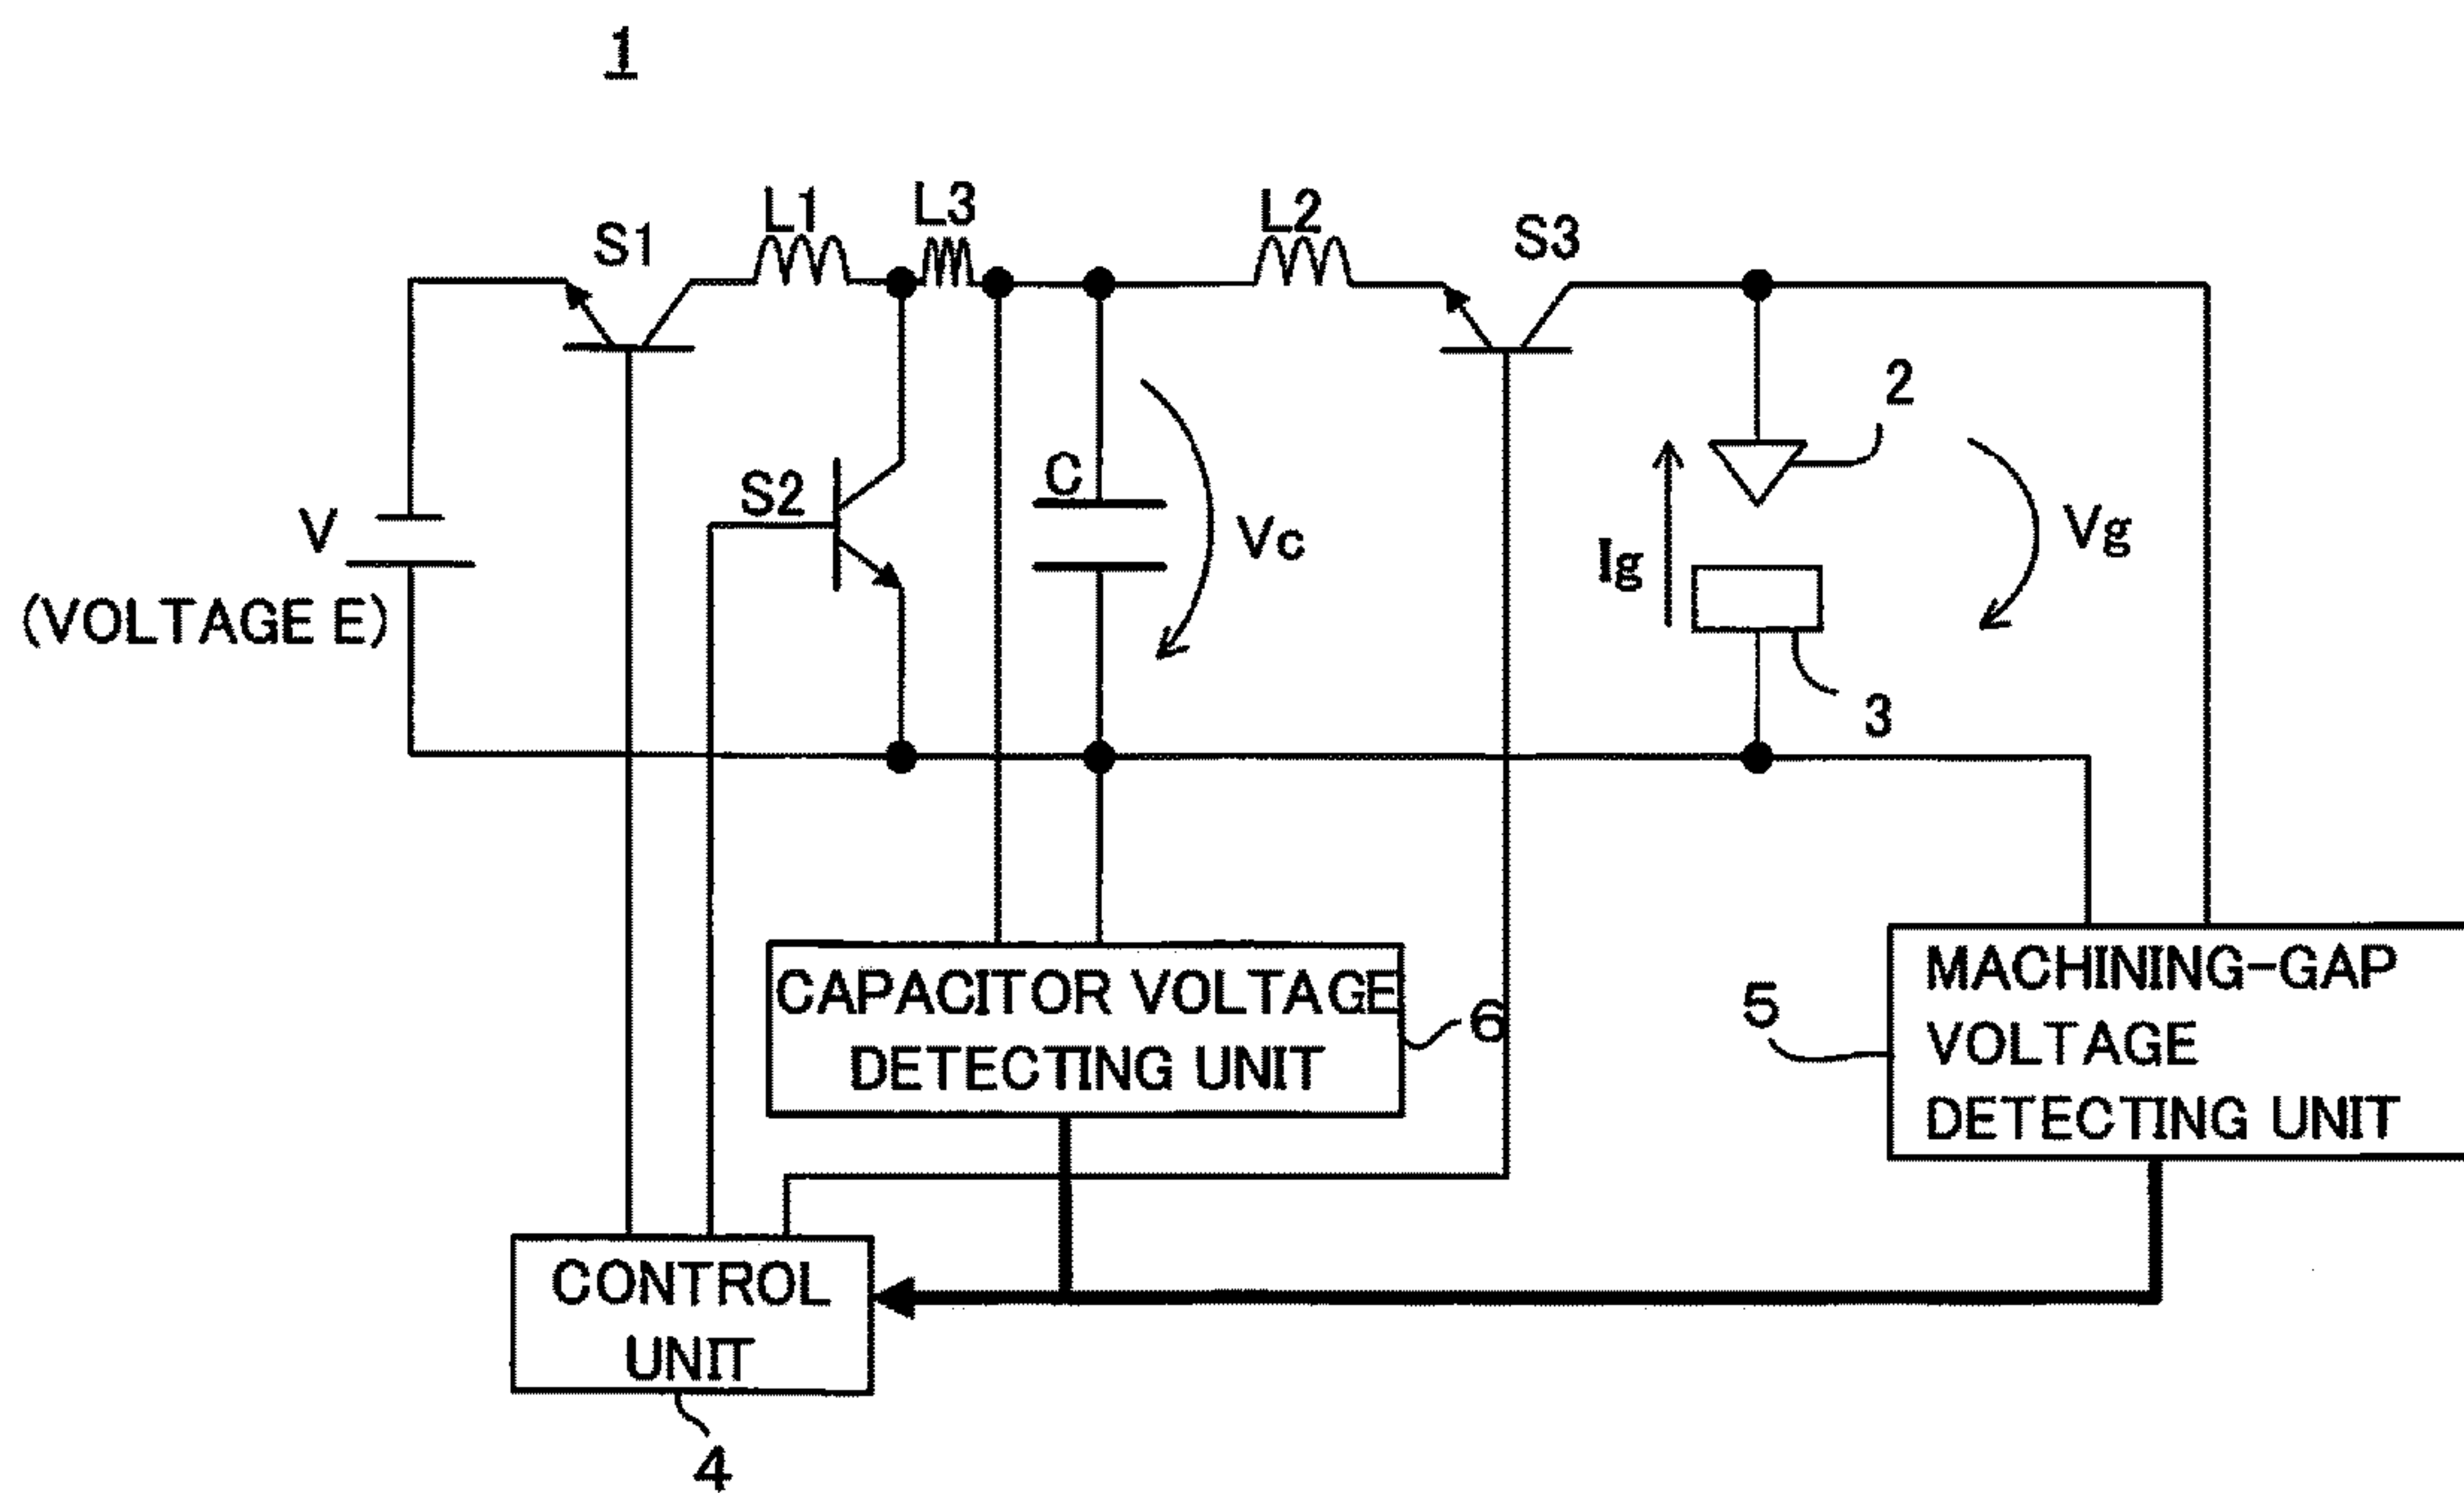 1
S1
L1
L3
L2
S3
2
S2
C
Vc
Ig
Vg
V
(VOLTAGE E)
3
CAPACITOR VOLTAGE
DETECTING UNIT
6
5
MACHINING-GAP
VOLTAGE
DETECTING UNIT
CONTROL
UNIT
4